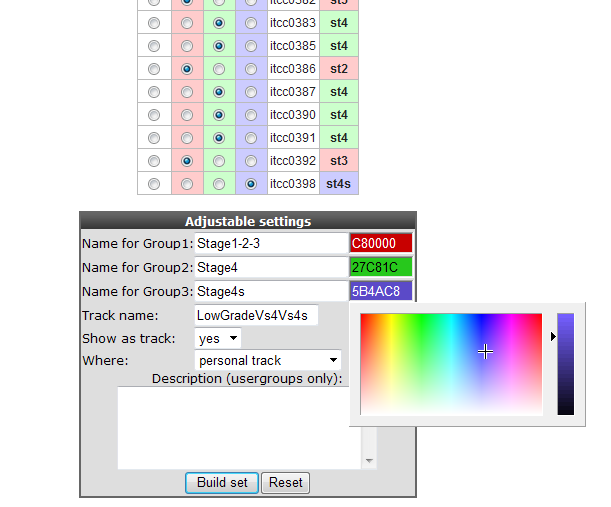 itcc0382 st3
itcc0383 st4
itcc0385 st4
itcc0386 st2
itcc0387 st4
itcc0390 st4
itcc0391 st4
itcc0392 st3
itcc0398 st4s
Adjustable settings
Name for Group1: Stage1-2-3 C80000
Name for Group2: Stage4 27C81C
Name for Group3: Stage4s 5B4AC8
Track name: LowGradeVs4Vs4s
Show as track: yes
Where: personal track
Description (usergroups only):
Build set Reset